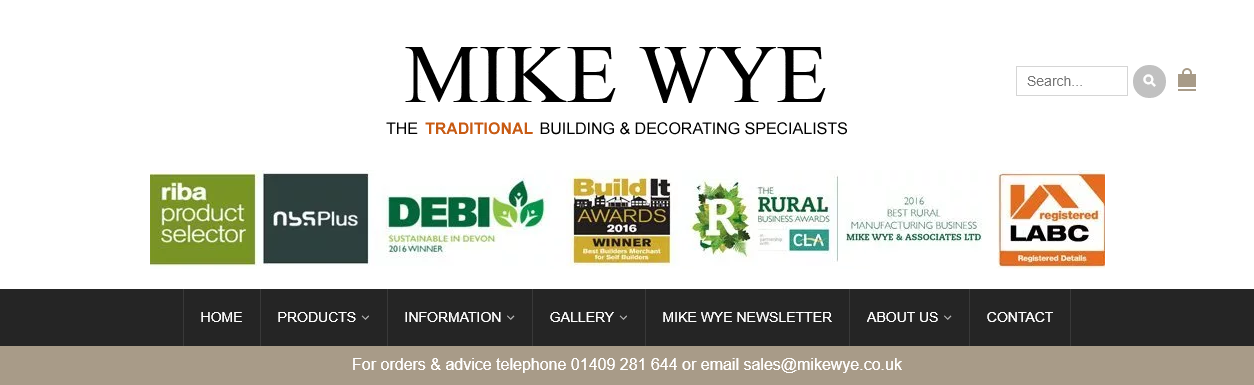 MIKE WYE
Search...
THE TRADITIONAL BUILDING & DECORATING SPECIALISTS
riba
product
selector
nbsPlus
DEBI
SUSTAINABLE IN DEVON
2016 WINNER
Build It
AWARDS
2016
WINNER
Best Builders Merchant
for Self Builders
R
THE
RURAL
BUSINESS AWARDS
in partnership
with
CLA
2016
BEST RURAL
MANUFACTURING BUSINESS
MIKE WYE & ASSOCIATES LTD
registered
LABC
Registered Details
HOME PRODUCTS INFORMATION GALLERY MIKE WYE NEWSLETTER ABOUT US CONTACT
For orders & advice telephone 01409 281 644 or email sales@mikewye.co.uk